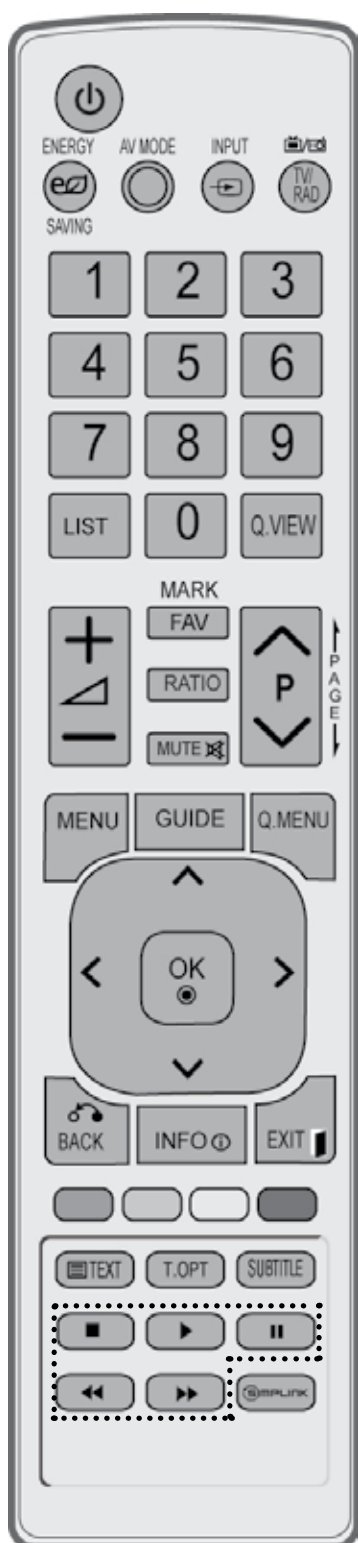 ENERGY AV MODE INPUT
TV/
RAD
SAVING
1 2 3
4 5 6
7 8 9
LIST 0 Q.VIEW
MARK
FAV
RATIO P PAGE
MUTE
MENU GUIDE Q.MENU
OK
BACK INFO EXIT
TEXT T.OPT SUBTITLE
SIMPLINK